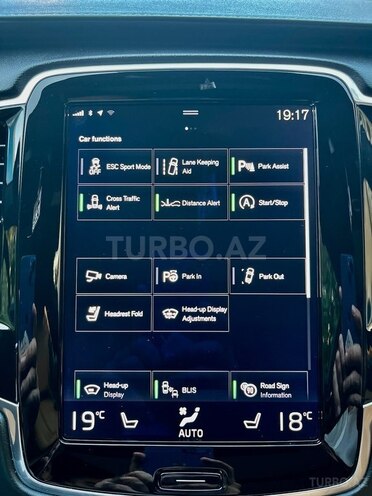 19:17
Car functions
ESC Sport Mode
Lane Keeping
Aid
Park Assist
Cross Traffic
Alert
Distance Alert
Start/Stop
TURBO.AZ
Camera
Park In
Park Out
Headrest Fold
Head-up Display
Adjustments
Head-up
Display
BLIS
Road Sign
Information
19°C
AUTO
18°C
TURBO.AZ